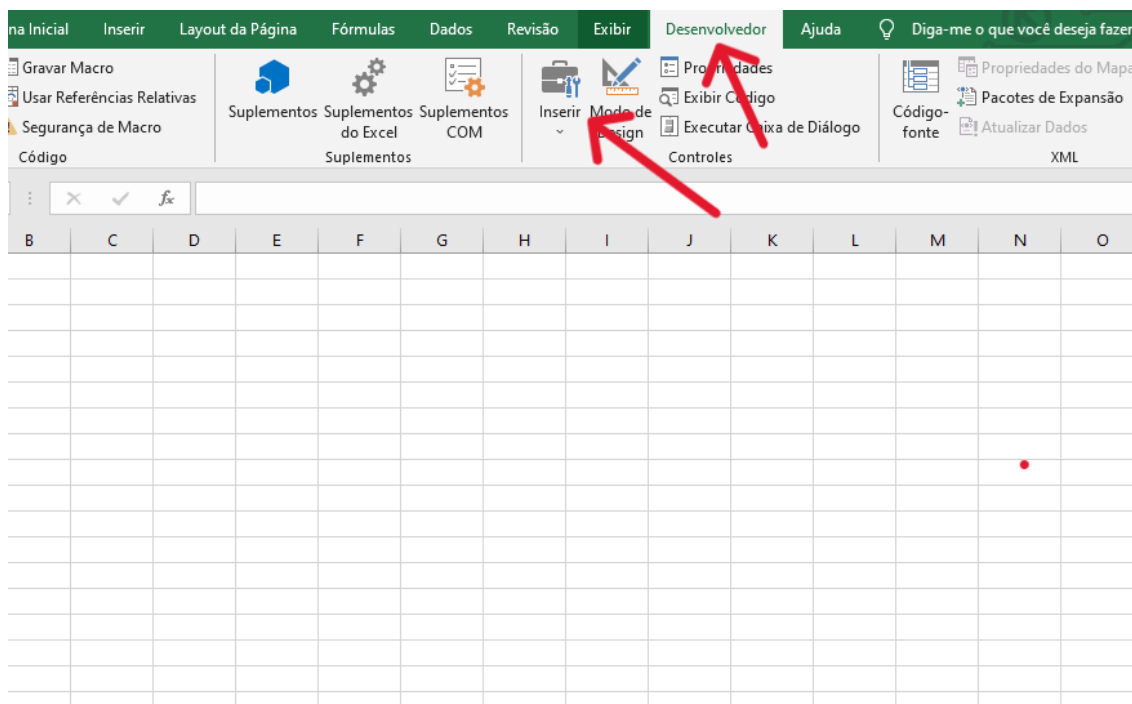 na Inicial Inserir Layout da Página Fórmulas Dados Revisão Exibir Desenvolvedor Ajuda Diga-me o que você deseja fazer
Gravar Macro
Usar Referências Relativas
Segurança de Macro
Código
Suplementos Suplementos do Excel Suplementos COM
Suplementos
Inserir Modo de Design
Propriedades
Exibir Código
Executar Caixa de Diálogo
Controles
Código-fonte
Propriedades do Mapa
Pacotes de Expansão
Atualizar Dados
XML
fx
B C D E F G H I J K L M N O